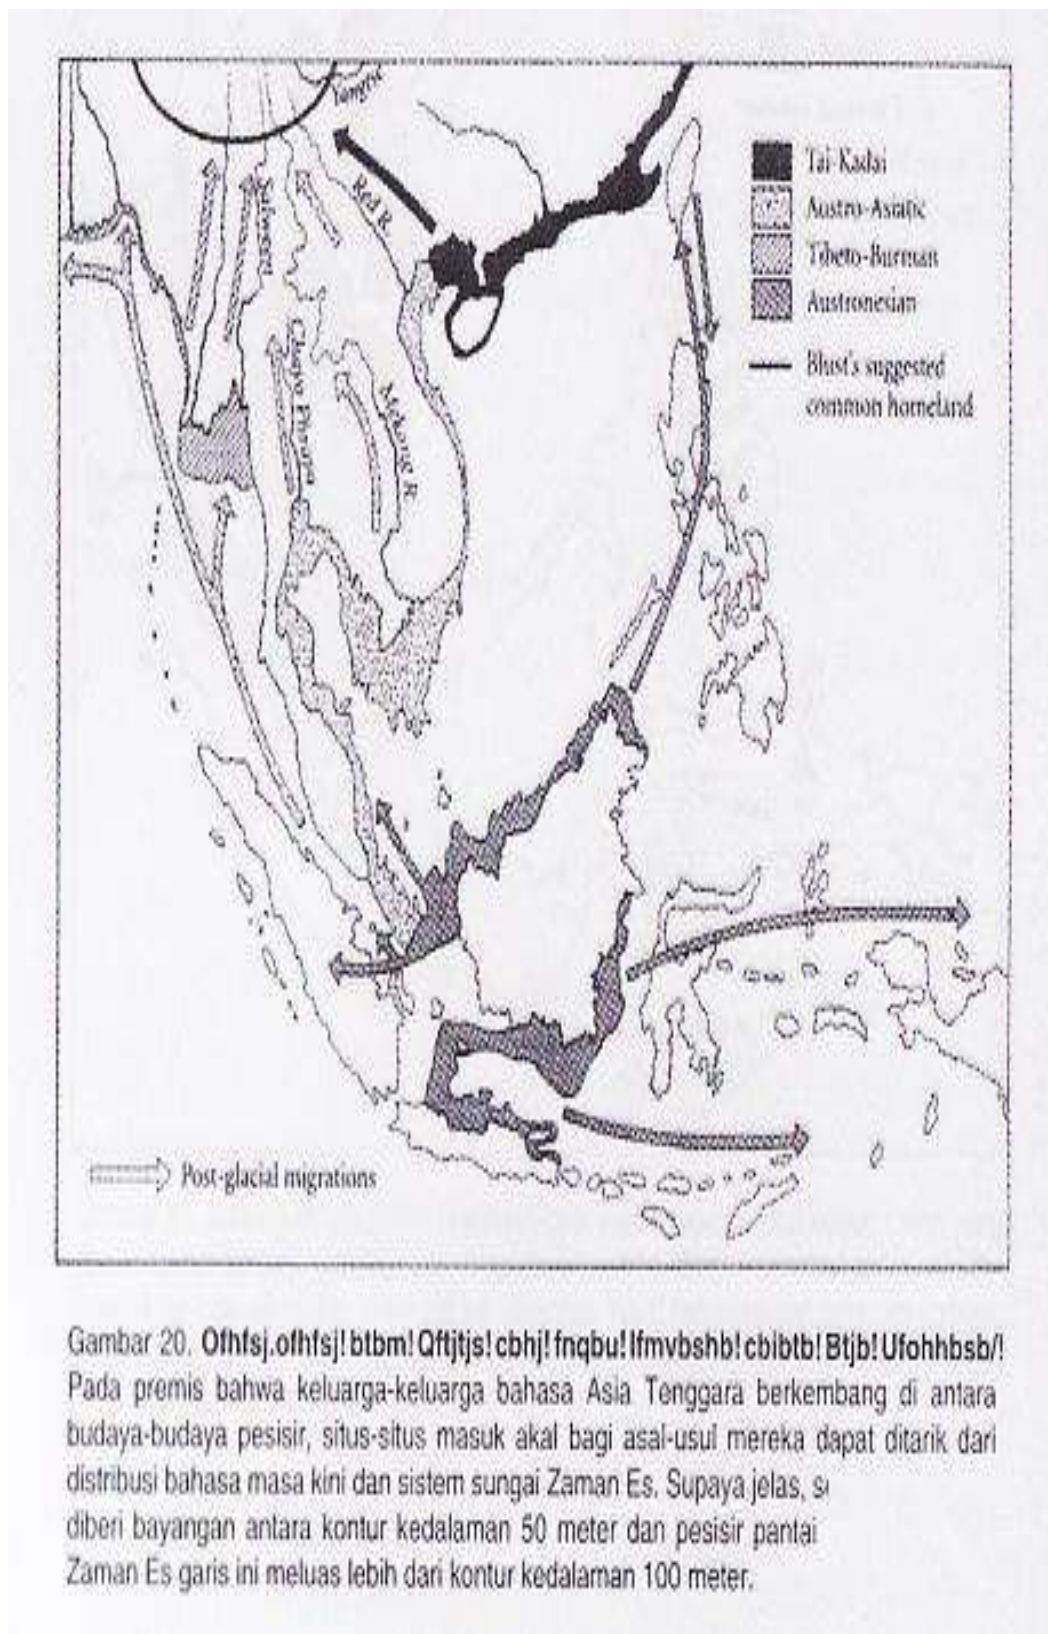 Yangtse
Salween
Red R.
Chayo Phraya
Mekong R.
Tai-Kadai
Austro-Asiatic
Tibeto-Burman
Austronesian
Blust's suggested
common homeland
Post-glacial migrations
Gambar 20. Ofhfsj.ofhfsj! btbm! Qftjtjs! cbhj! fnqbu! lfmvbshb! cbibtb! Btjb! Ufohhbsb/!
Pada premis bahwa keluarga-keluarga bahasa Asia Tenggara berkembang di antara
budaya-budaya pesisir, situs-situs masuk akal bagi asal-usul mereka dapat ditarik dari
distribusi bahasa masa kini dan sistem sungai Zaman Es. Supaya jelas,
diberi bayangan antara kontur kedalaman 50 meter dan pesisir pantai
Zaman Es garis ini meluas lebih dari kontur kedalaman 100 meter.